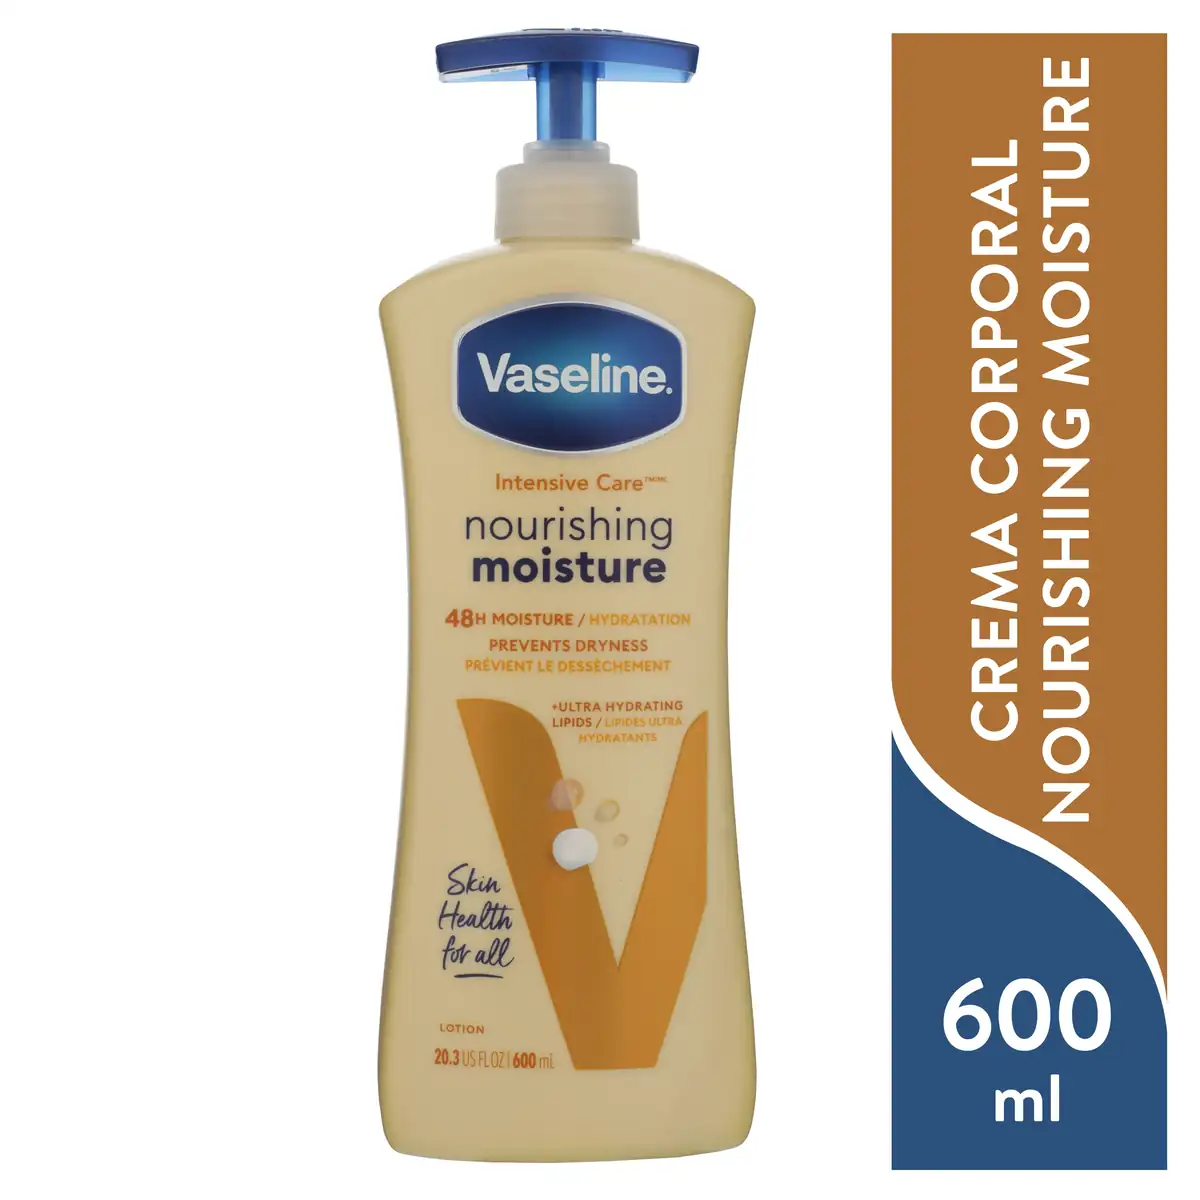 Vaseline.
Intensive Care™
nourishing
moisture
48H MOISTURE / HYDRATATION
PREVENTS DRYNESS
PRÉVIENT LE DESSÈCHEMENT
+ULTRA HYDRATING
LIPIDS / LIPIDES ULTRA
HYDRATANTS
Skin
Health
for all
LOTION
20.3 US FL OZ | 600 mL
CREMA CORPORAL
NOURISHING MOISTURE
600
ml